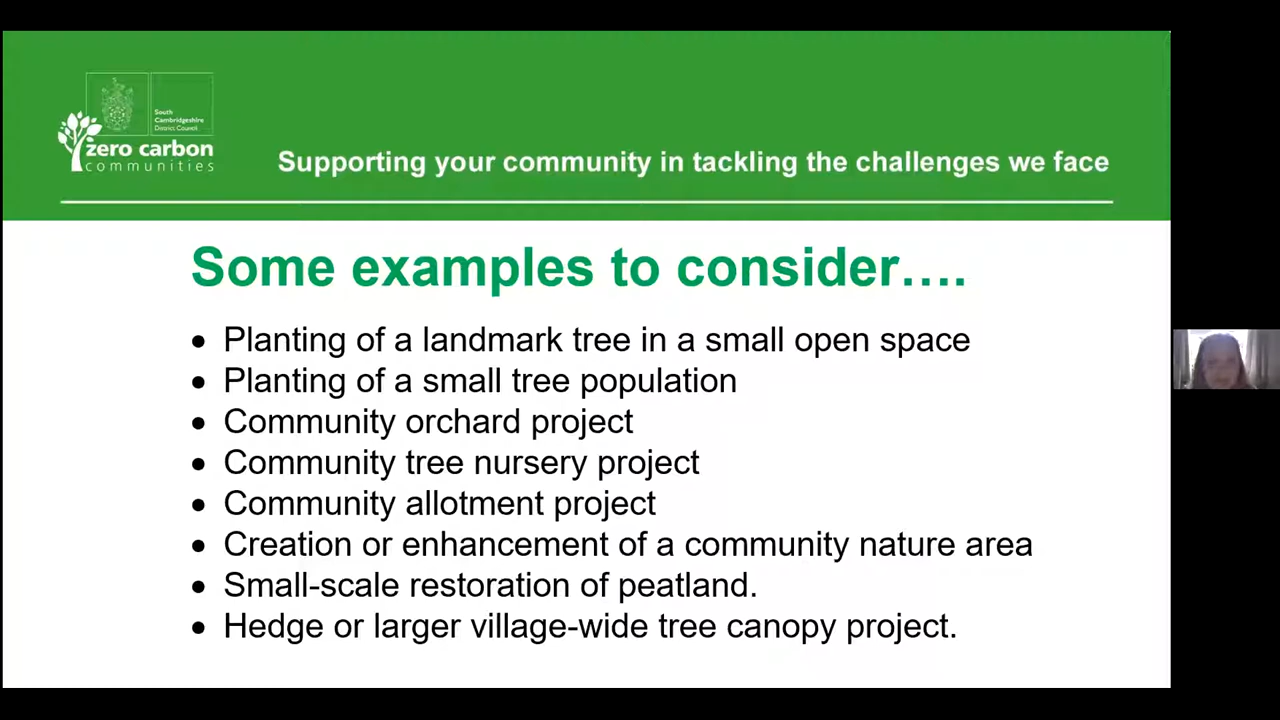 South
Cambridgeshire
District Council
zero carbon
communities
Supporting your community in tackling the challenges we face
Some examples to consider….
• Planting of a landmark tree in a small open space
• Planting of a small tree population
• Community orchard project
• Community tree nursery project
• Community allotment project
• Creation or enhancement of a community nature area
• Small-scale restoration of peatland.
• Hedge or larger village-wide tree canopy project.